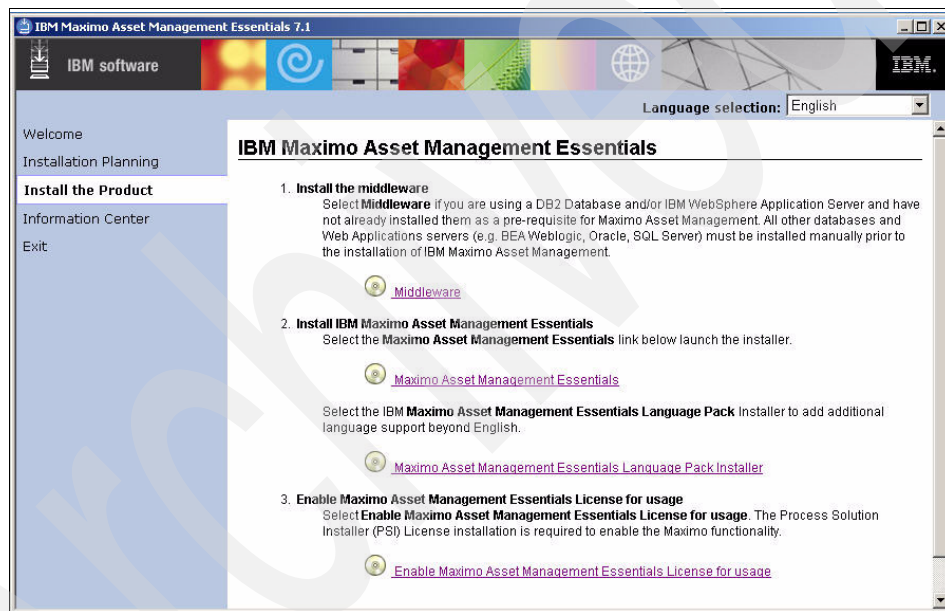 IBM Maximo Asset Management Essentials 7.1
IBM software
IBM.
Language selection: English
Welcome
Installation Planning
Install the Product
Information Center
Exit
IBM Maximo Asset Management Essentials
1. Install the middleware
Select Middleware if you are using a DB2 Database and/or IBM WebSphere Application Server and have
not already installed them as a pre-requisite for Maximo Asset Management. All other databases and
Web Applications servers (e.g. BEA Weblogic, Oracle, SQL Server) must be installed manually prior to
the installation of IBM Maximo Asset Management.
Middleware
2. Install IBM Maximo Asset Management Essentials
Select the Maximo Asset Management Essentials link below launch the installer.
Maximo Asset Management Essentials
Select the IBM Maximo Asset Management Essentials Language Pack Installer to add additional
language support beyond English.
Maximo Asset Management Essentials Language Pack Installer
3. Enable Maximo Asset Management Essentials License for usage
Select Enable Maximo Asset Management Essentials License for usage. The Process Solution
Installer (PSI) License installation is required to enable the Maximo functionality.
Enable Maximo Asset Management Essentials License for usage